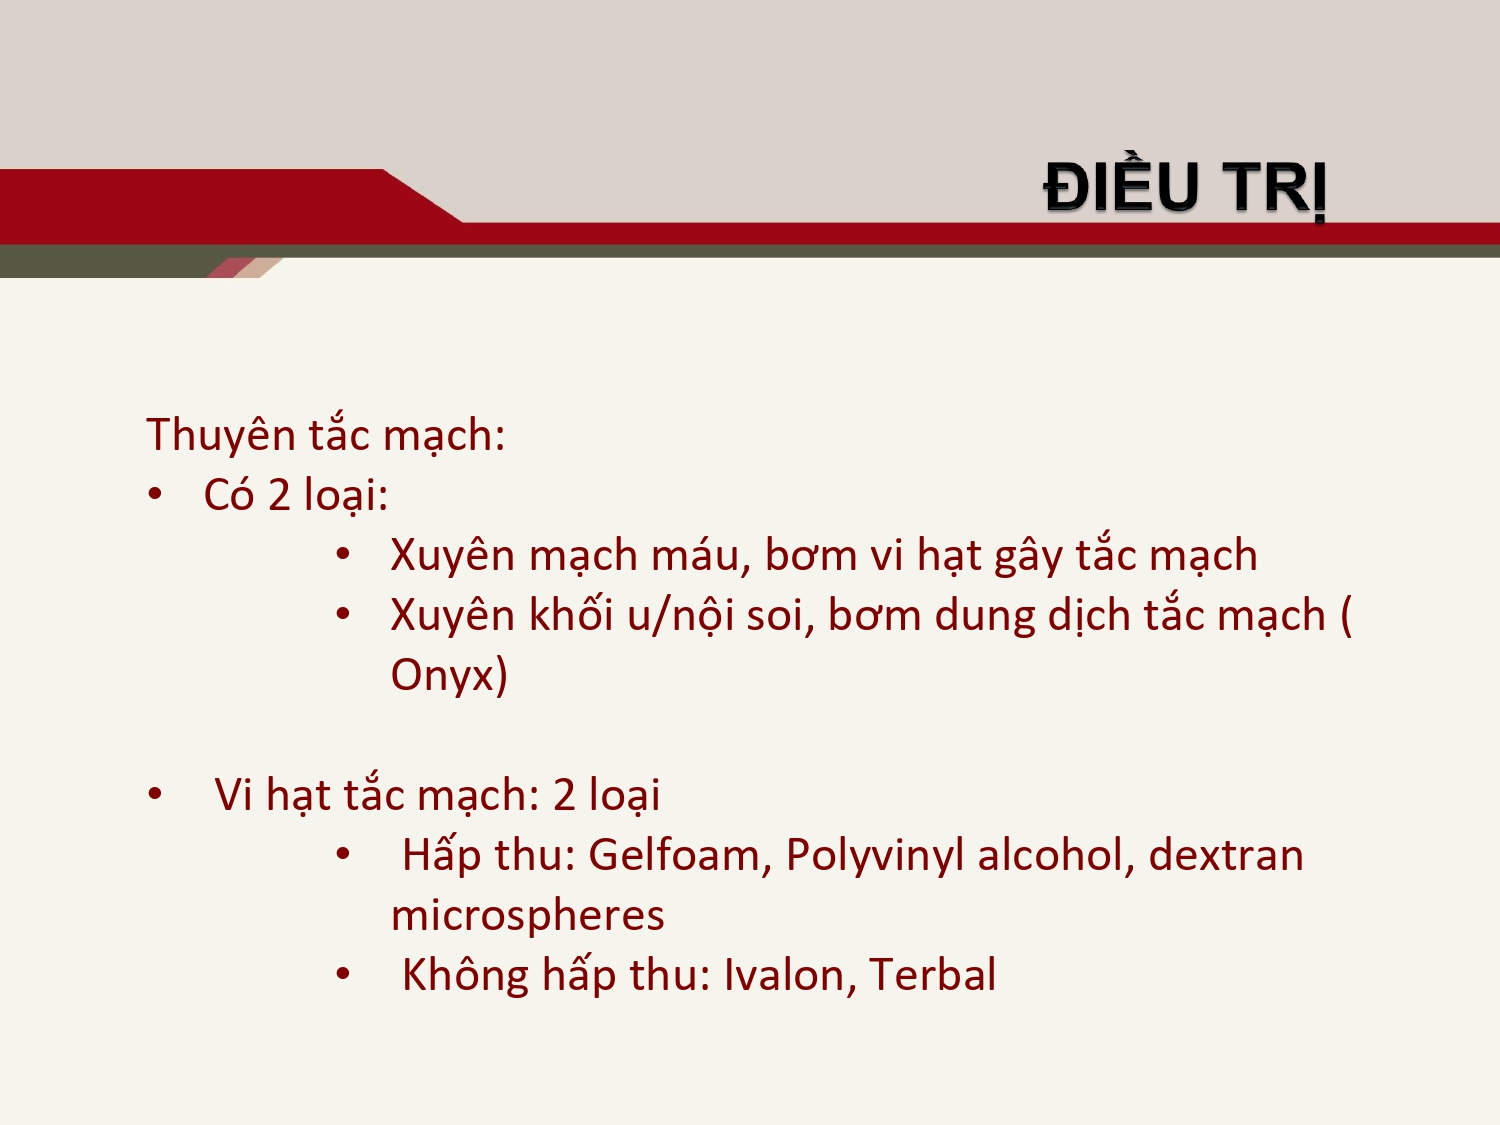 ĐIỀU TRỊ
Thuyên tắc mạch:
• Có 2 loại:
• Xuyên mạch máu, bơm vi hạt gây tắc mạch
• Xuyên khối u/nội soi, bơm dung dịch tắc mạch (
Onyx)
• Vi hạt tắc mạch: 2 loại
• Hấp thu: Gelfoam, Polyvinyl alcohol, dextran
microspheres
• Không hấp thu: Ivalon, Terbal